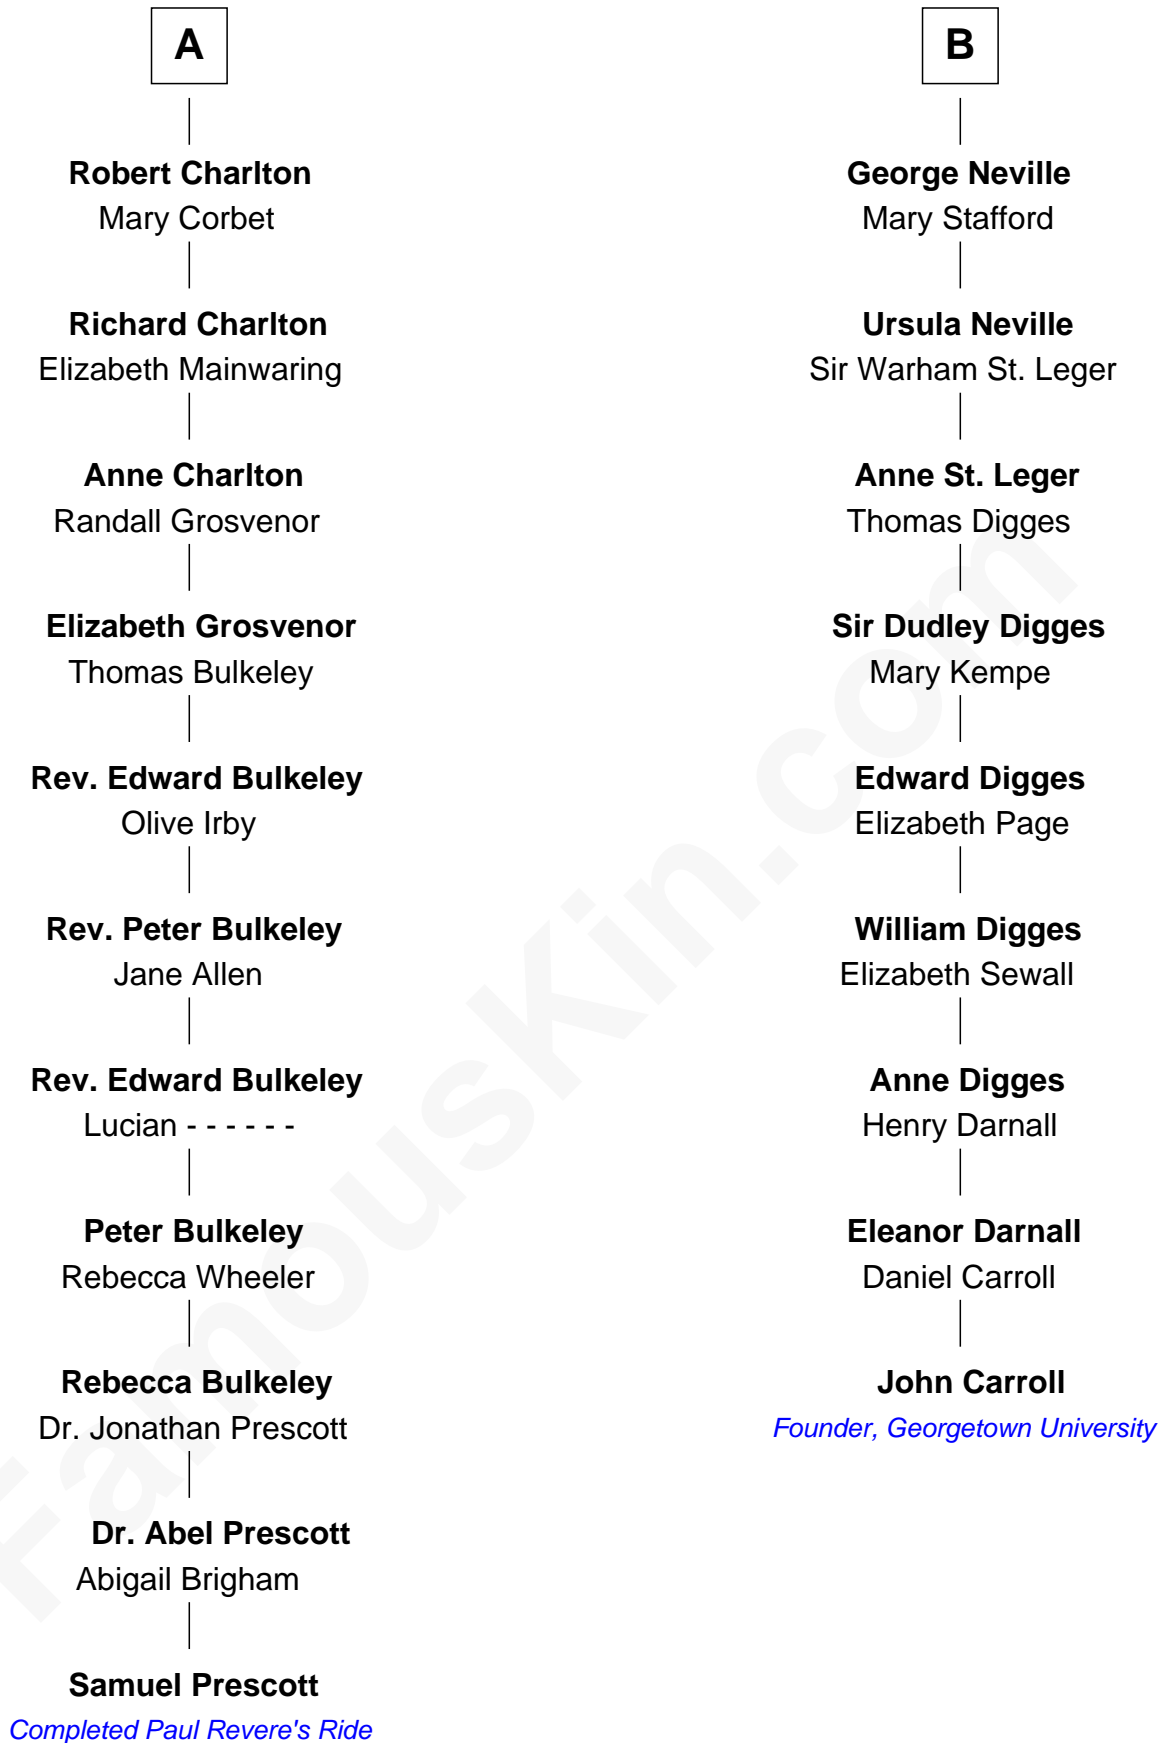 A
Robert Charlton
Mary Corbet
Richard Charlton
Elizabeth Mainwaring
Anne Charlton
Randall Grosvenor
Elizabeth Grosvenor
Thomas Bulkeley
Rev. Edward Bulkeley
Olive Irby
Rev. Peter Bulkeley
Jane Allen
Rev. Edward Bulkeley
Lucian - - - - - -
Peter Bulkeley
Rebecca Wheeler
Rebecca Bulkeley
Dr. Jonathan Prescott
Dr. Abel Prescott
Abigail Brigham
Samuel Prescott
Completed Paul Revere's Ride
B
George Neville
Mary Stafford
Ursula Neville
Sir Warham St. Leger
Anne St. Leger
Thomas Digges
Sir Dudley Digges
Mary Kempe
Edward Digges
Elizabeth Page
William Digges
Elizabeth Sewall
Anne Digges
Henry Darnall
Eleanor Darnall
Daniel Carroll
John Carroll
Founder, Georgetown University
FamousKin.com